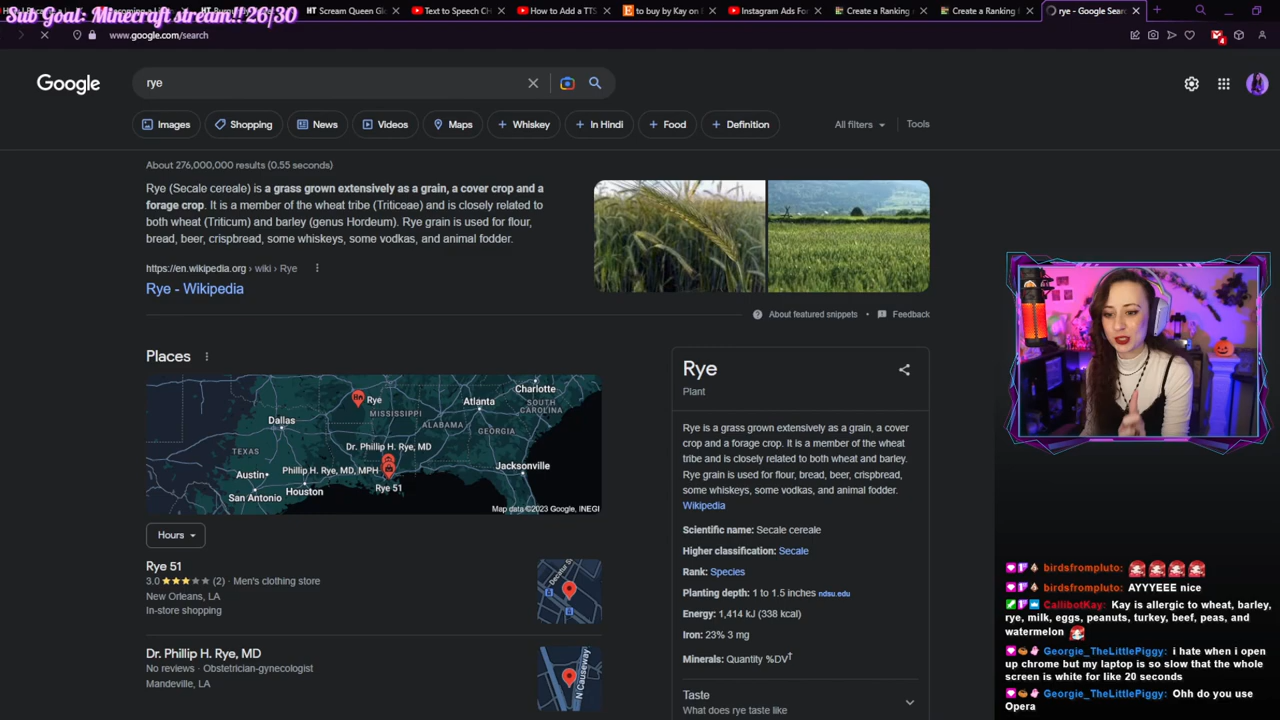 Sub Goal: Minecraft stream!! 26/30
HT Scream Queen Gl
Text to Speech CH
How to Add a TTS
to buy by Kay on
Instagram Ads For
Create a Ranking
Create a Ranking
rye - Google Sear
www.google.com/search
4
Google
rye
Images
Shopping
News
Videos
Maps
+ Whiskey
+ In Hindi
+ Food
+ Definition
All filters
Tools
About 276,000,000 results (0.55 seconds)
Rye (Secale cereale) is a grass grown extensively as a grain, a cover crop and a
forage crop. It is a member of the wheat tribe (Triticeae) and is closely related to
both wheat (Triticum) and barley (genus Hordeum). Rye grain is used for flour,
bread, beer, crispbread, some whiskeys, some vodkas, and animal fodder.
https://en.wikipedia.org › wiki › Rye
Rye - Wikipedia
About featured snippets • Feedback
Places
Charlotte
SOUTH
CAROLINA
Rye
MISSISSIPPI
Atlanta
Dallas
ALABAMA
GEORGIA
Dr. Phillip H. Rye, MD
TEXAS
Phillip H. Rye, MD, MPH
Jacksonville
Austin
Houston
San Antonio
Rye 51
Map data ©2023 Google, INEGI
Hours
Rye 51
3.0 (2) · Men's clothing store
New Orleans, LA
In-store shopping
Decatur St
Dr. Phillip H. Rye, MD
No reviews · Obstetrician-gynecologist
Mandeville, LA
N Causeway
Rye
Plant
Rye is a grass grown extensively as a grain, a cover
crop and a forage crop. It is a member of the wheat
tribe and is closely related to both wheat and barley.
Rye grain is used for flour, bread, beer, crispbread,
some whiskeys, some vodkas, and animal fodder.
Wikipedia
Scientific name: Secale cereale
Higher classification: Secale
Rank: Species
Planting depth: 1 to 1.5 inches ndsu.edu
Energy: 1,414 kJ (338 kcal)
Iron: 23% 3 mg
Minerals: Quantity %DV†
Taste
What does rye taste like
birdsfrompluto:
birdsfrompluto: AYYYEEE nice
CallibotKay: Kay is allergic to wheat, barley,
rye, milk, eggs, peanuts, turkey, beef, peas, and
watermelon
Georgie_TheLittlePiggy: i hate when i open
up chrome but my laptop is so slow that the whole
screen is white for like 20 seconds
Georgie_TheLittlePiggy: Ohh do you use
Opera